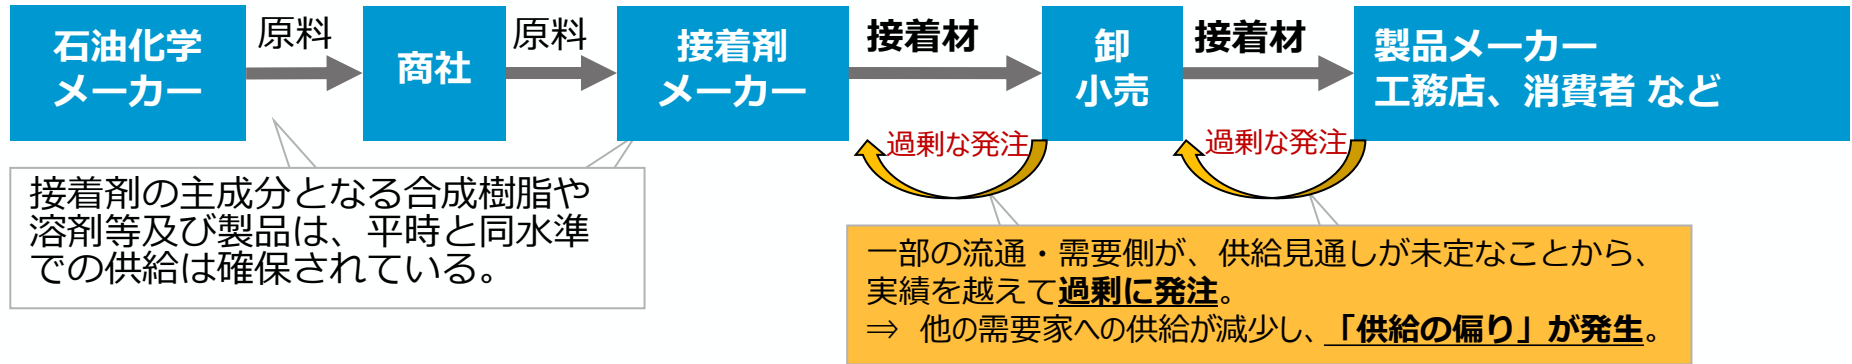 石油化学
メーカー
原料
商社
原料
接着剤
メーカー
接着材
卸
小売
接着材
製品メーカー
工務店、消費者 など
過剰な発注
過剰な発注
接着剤の主成分となる合成樹脂や
溶剤等及び製品は、平時と同水準
での供給は確保されている。
一部の流通・需要側が、供給見通しが未定なことから、
実績を越えて過剰に発注。
⇒ 他の需要家への供給が減少し、「供給の偏り」が発生。